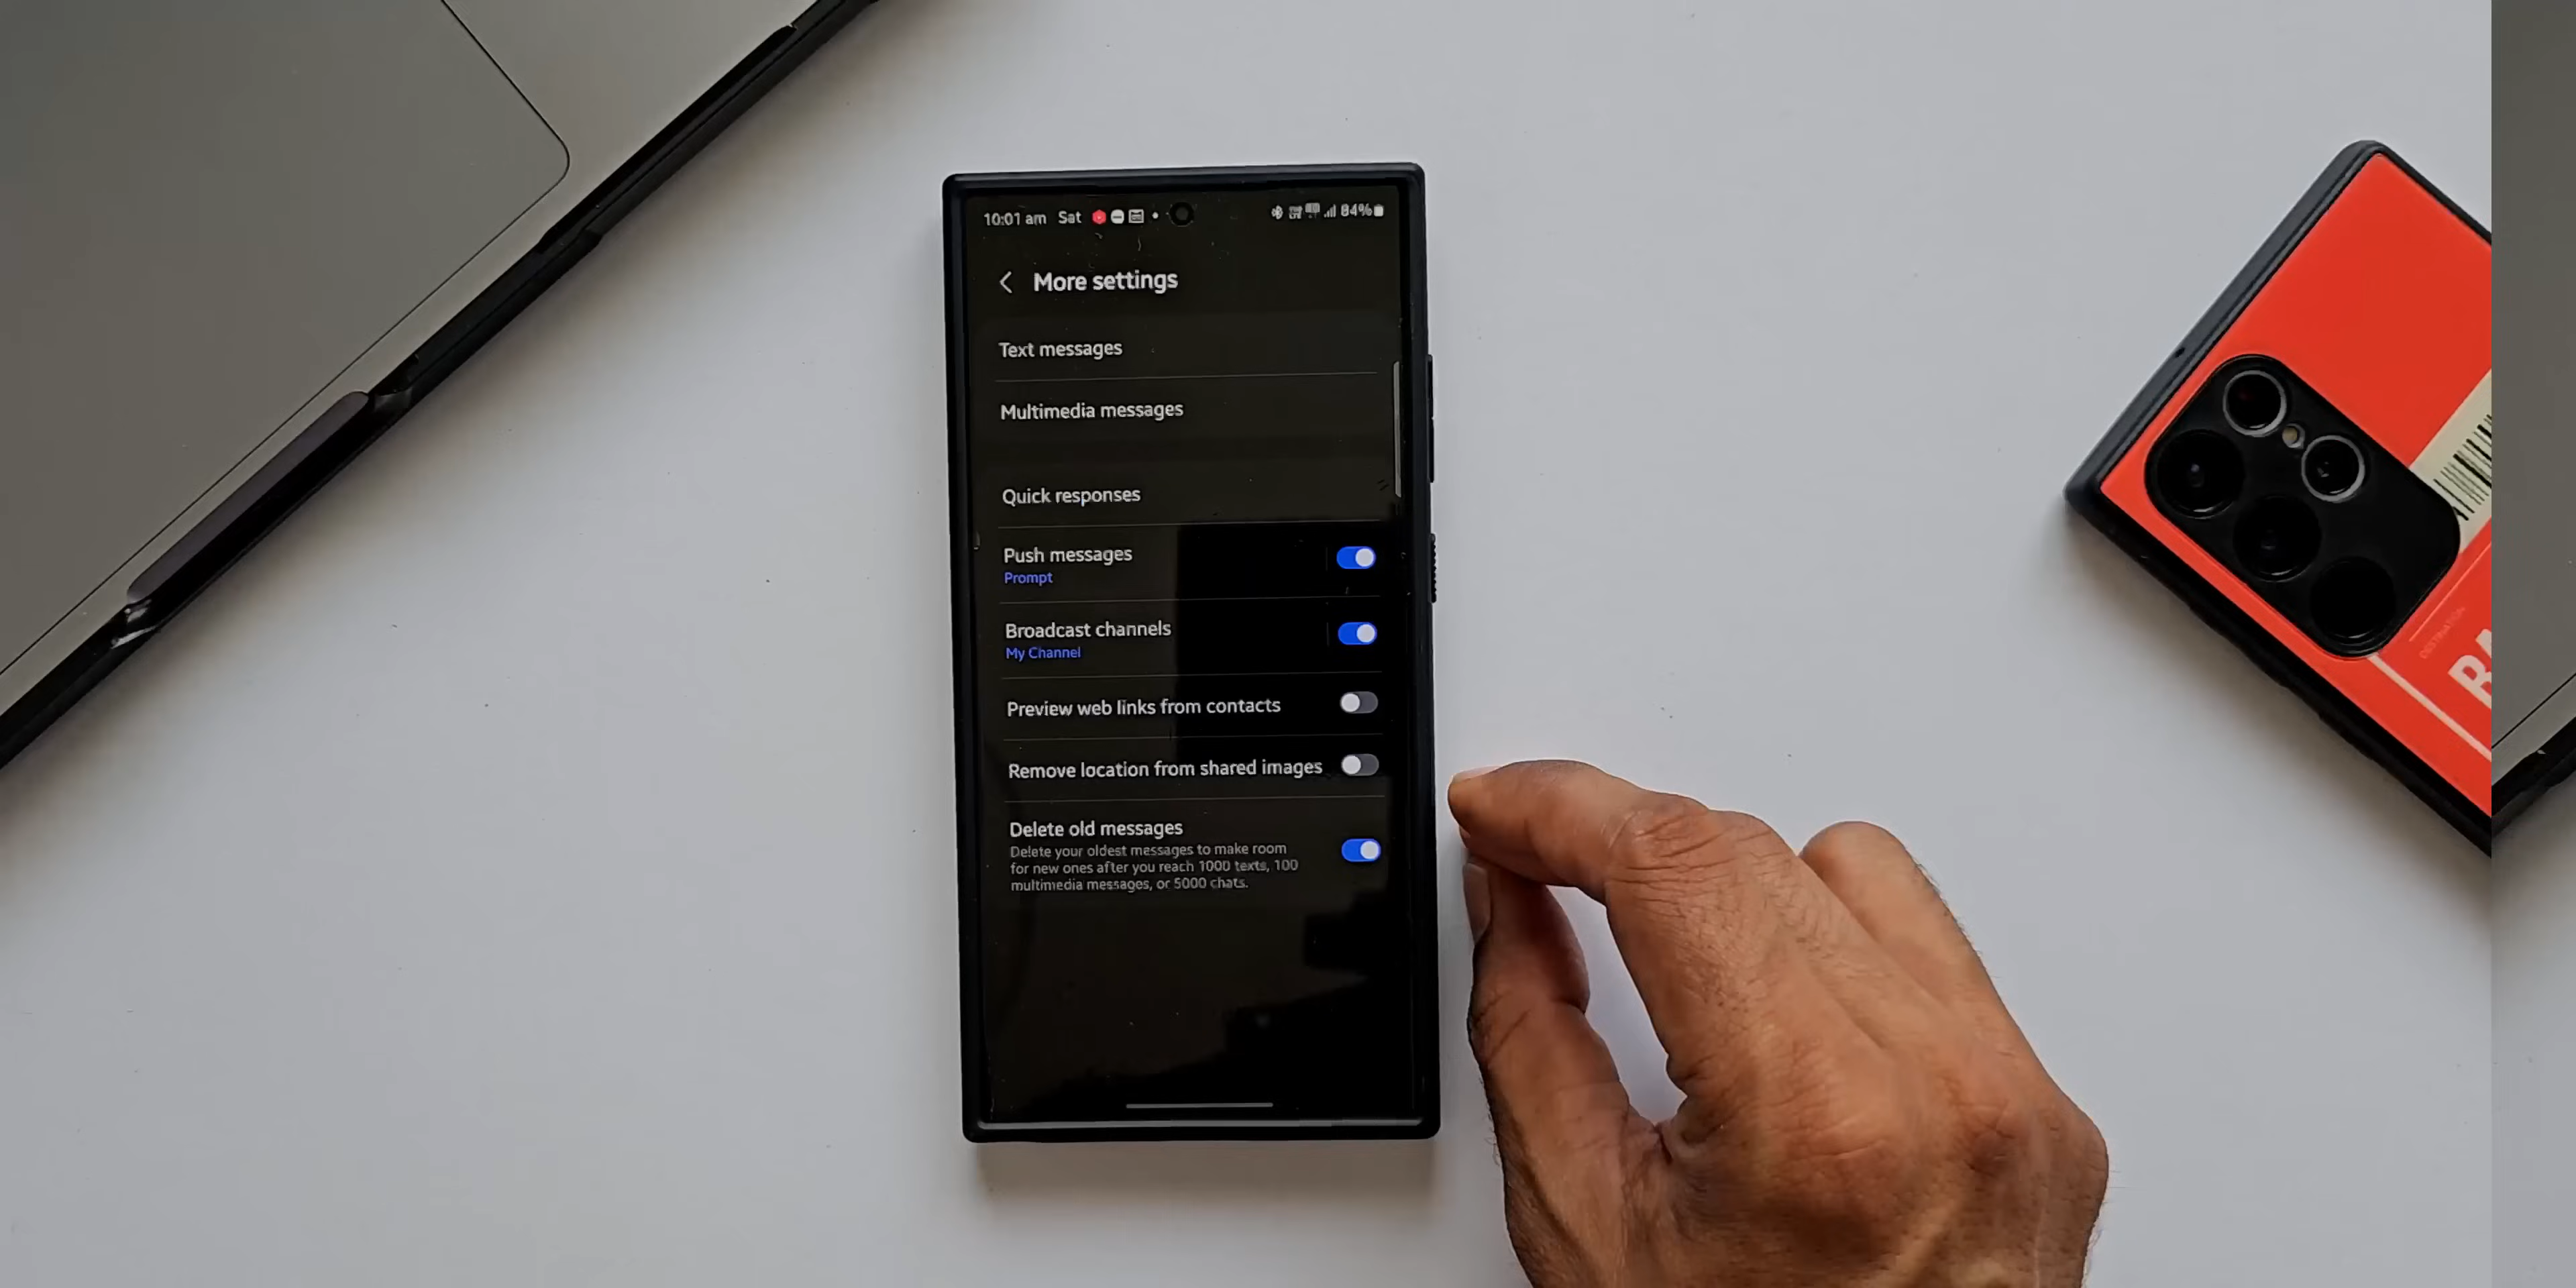 10:01 am Sat
84%
More settings
Text messages
Multimedia messages
Quick responses
Push messages
Prompt
Broadcast channels
My Channel
Preview web links from contacts
Remove location from shared images
Delete old messages
Delete your oldest messages to make room
for new ones after you reach 1000 texts, 100
multimedia messages, or 5000 chats.
DESTINATION